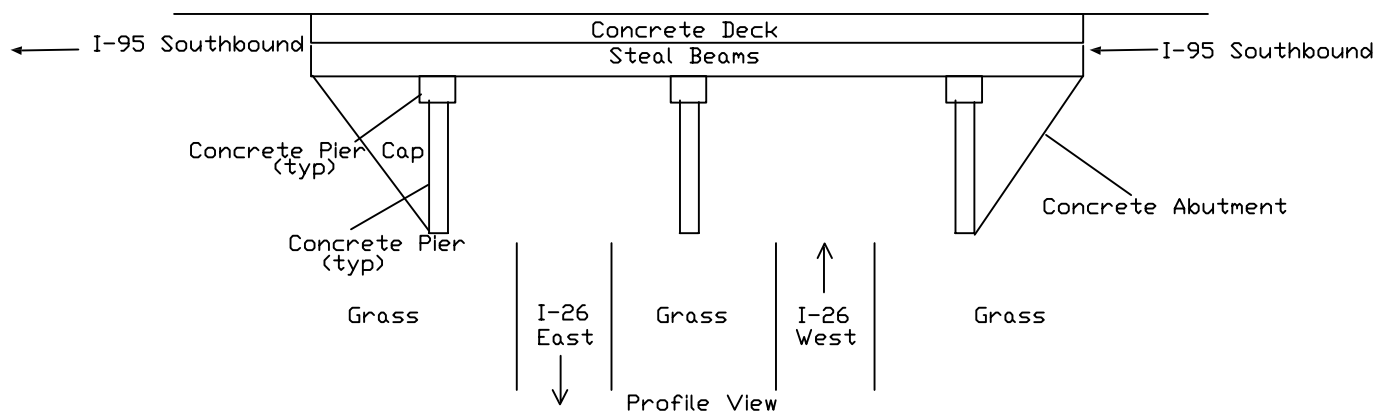 Concrete Deck
I-95 Southbound
Steal Beams
I-95 Southbound
Concrete Pier Cap
(typ)
Concrete Abutment
Concrete Pier
(typ)
Grass
I-26
East
Grass
I-26
West
Grass
Profile View